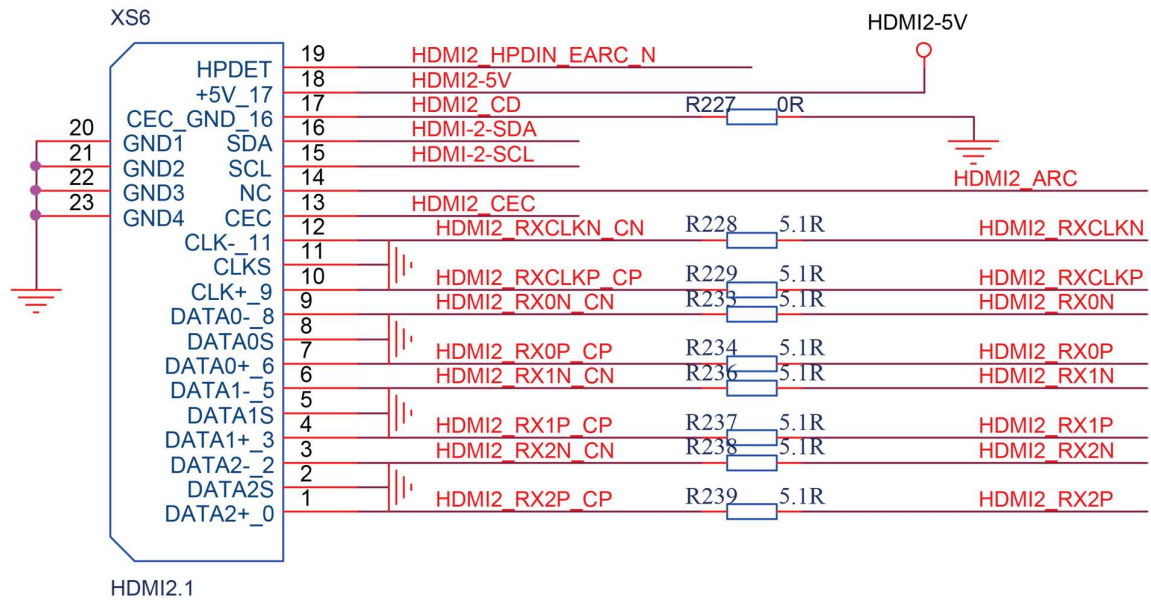 XS6
HDMI2-5V
19 HDMI2_HPDIN_EARC_N
HPDET
18 HDMI2-5V
+5V_17
17 HDMI2_CD R227 0R
CEC_GND_16
20 16 HDMI-2-SDA
GND1 SDA
21 15 HDMI-2-SCL
GND2 SCL
22 14 HDMI2_ARC
GND3 NC
23 13 HDMI2_CEC
GND4 CEC
12 HDMI2_RXCLKN_CN R228 5.1R HDMI2_RXCLKN
CLK-_11
11
CLKS
10 HDMI2_RXCLKP_CP R229 5.1R HDMI2_RXCLKP
CLK+_9
9 HDMI2_RX0N_CN R233 5.1R HDMI2_RX0N
DATA0-_8
8
DATA0S
7 HDMI2_RX0P_CP R234 5.1R HDMI2_RX0P
DATA0+_6
6 HDMI2_RX1N_CN R236 5.1R HDMI2_RX1N
DATA1-_5
5
DATA1S
4 HDMI2_RX1P_CP R237 5.1R HDMI2_RX1P
DATA1+_3
3 HDMI2_RX2N_CN R238 5.1R HDMI2_RX2N
DATA2-_2
2
DATA2S
1 HDMI2_RX2P_CP R239 5.1R HDMI2_RX2P
DATA2+_0
HDMI2.1